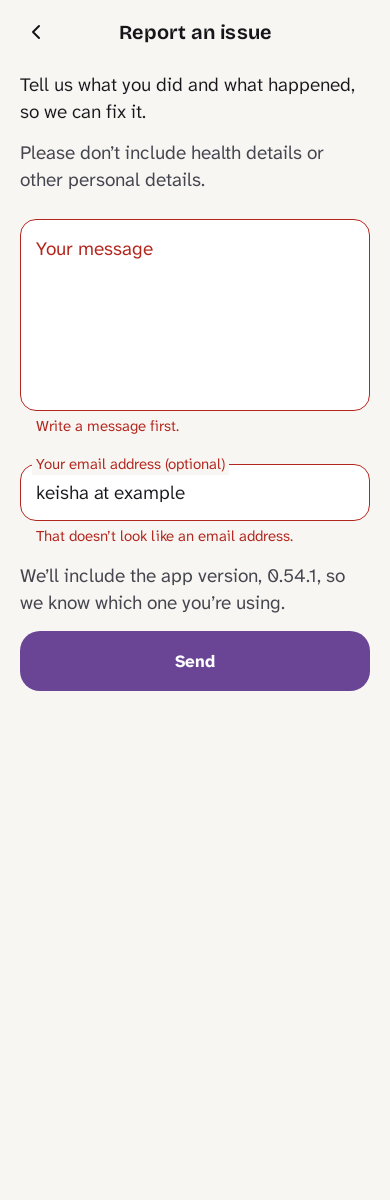 Report an issue
Tell us what you did and what happened,
so we can fix it.
Please don’t include health details or
other personal details.
Your message
Write a message first.
Your email address (optional)
keisha at example
That doesn’t look like an email address.
We’ll include the app version, 0.54.1, so
we know which one you’re using.
Send